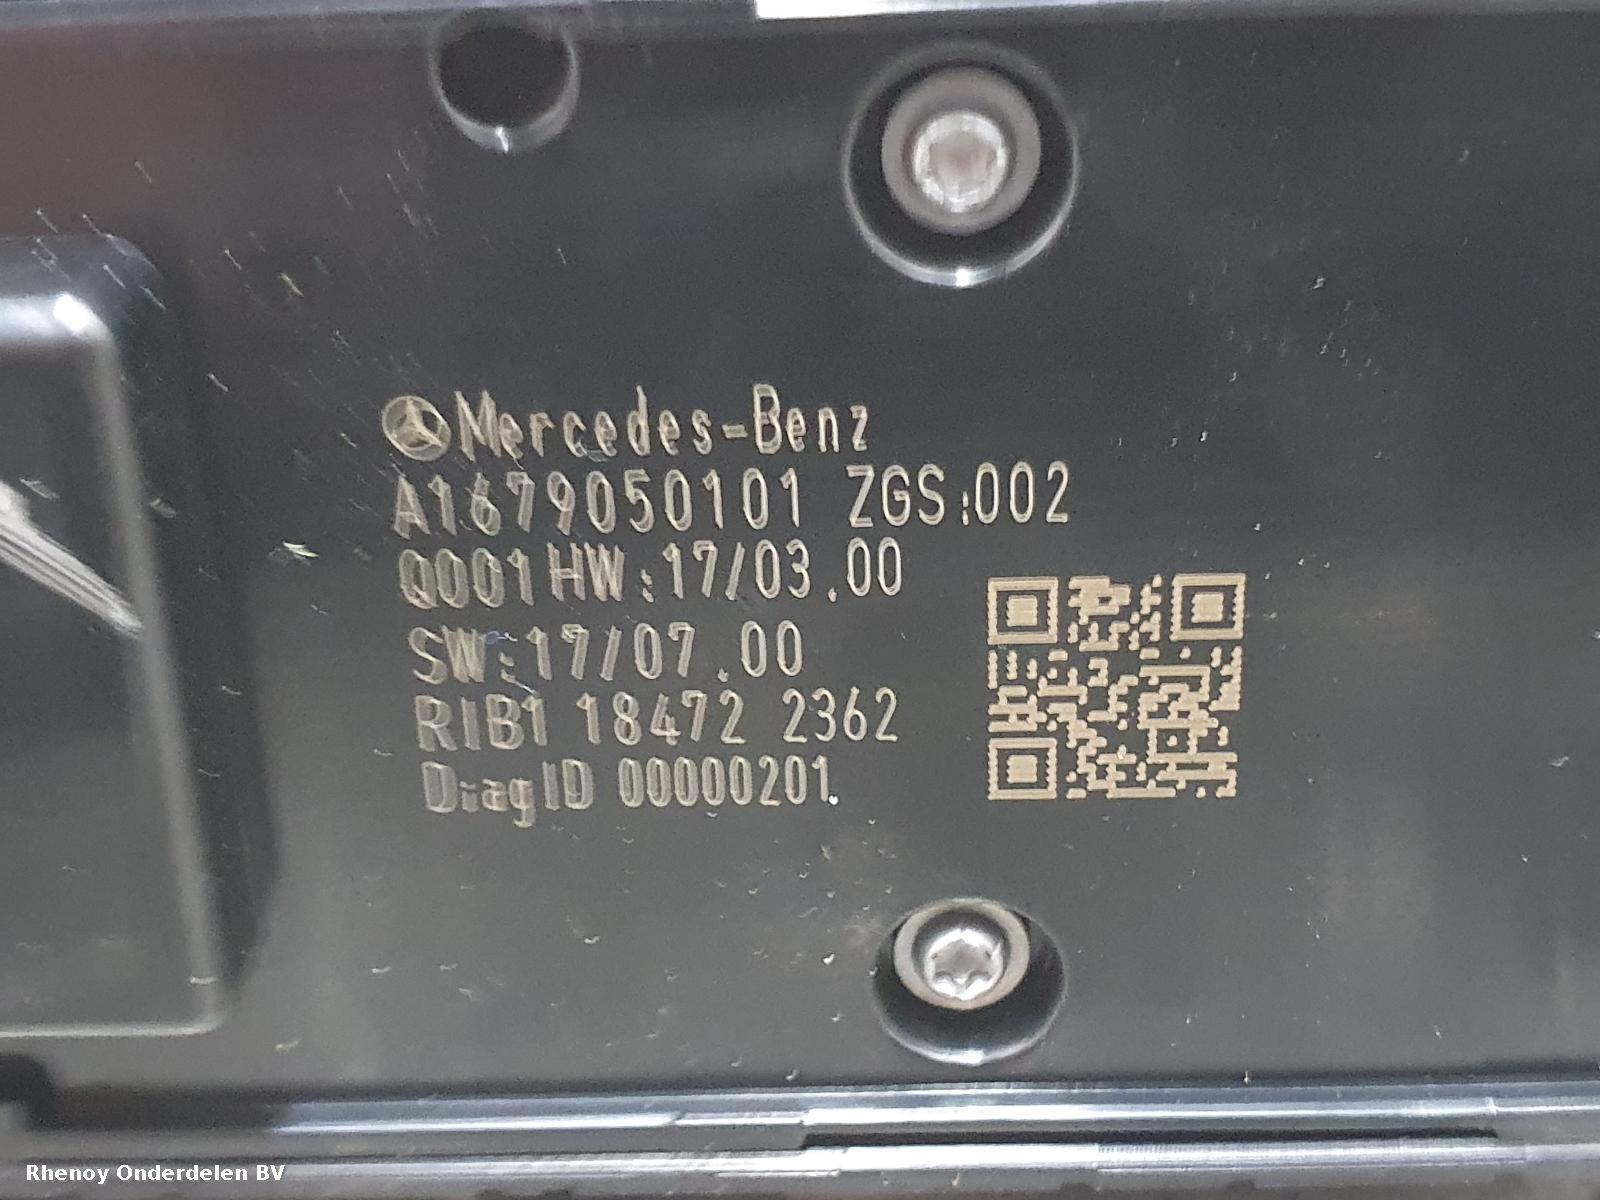 Mercedes-Benz
A1679050101 ZGS:002
Q001 HW:17/03.00
SW:17/07.00
RIB1 18472 2362
DiagID 00000201
Rhenoy Onderdelen BV